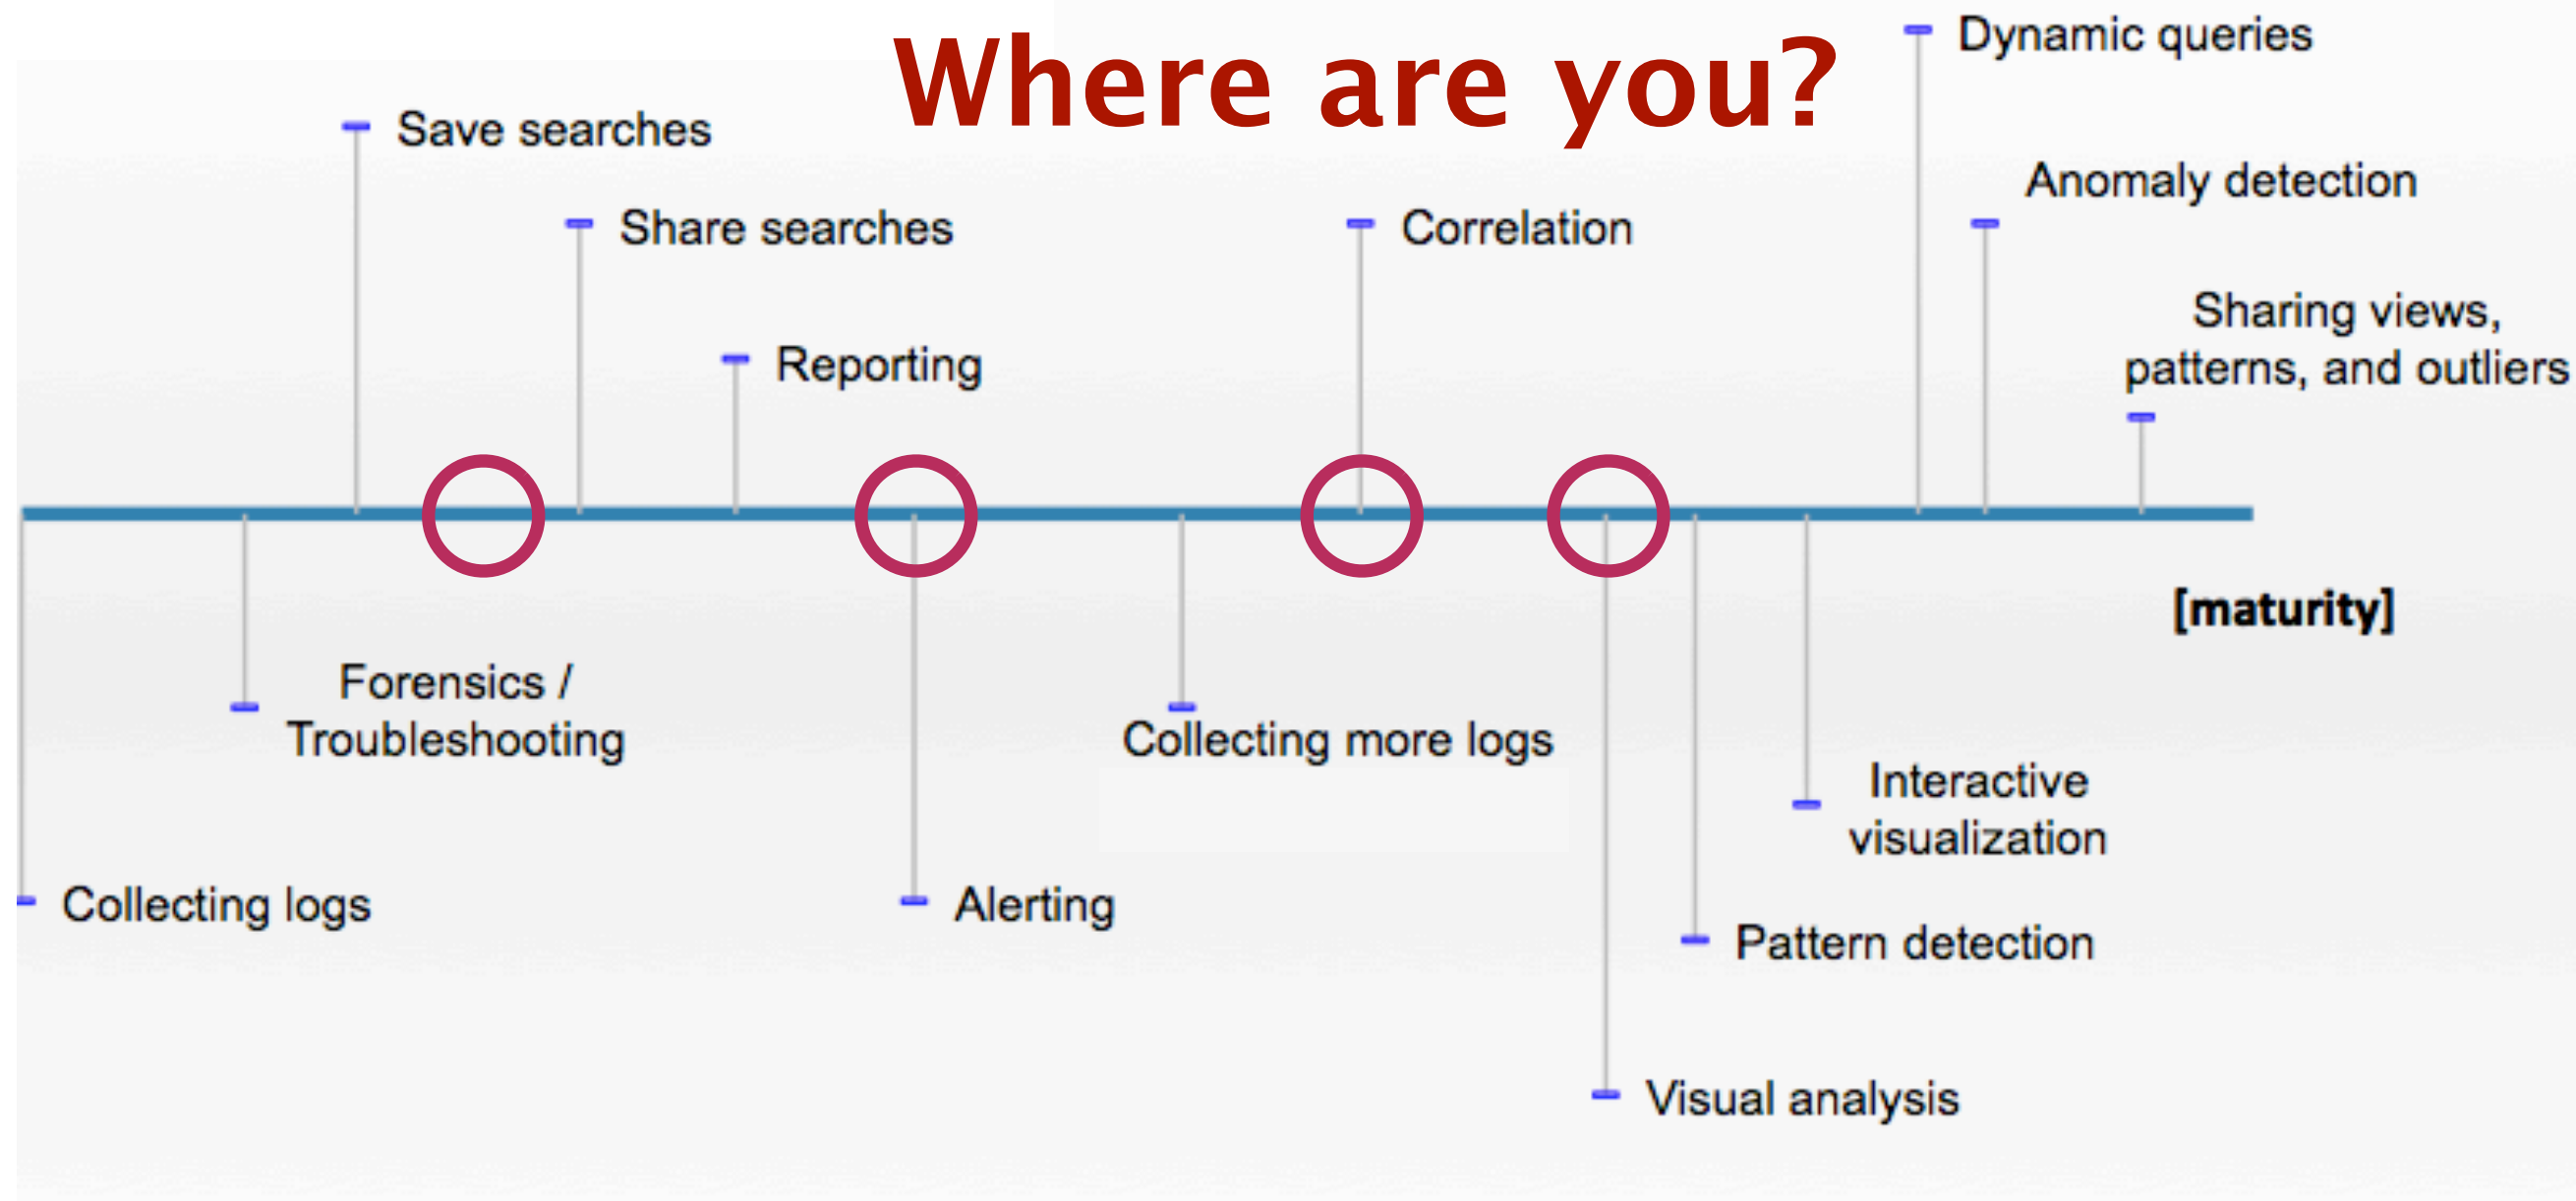 Where are you?
Dynamic queries
Save searches
Anomaly detection
Share searches
Correlation
Sharing views,
patterns, and outliers
Reporting
[maturity]
Forensics /
Troubleshooting
Collecting more logs
Interactive
visualization
Collecting logs
Alerting
Pattern detection
Visual analysis